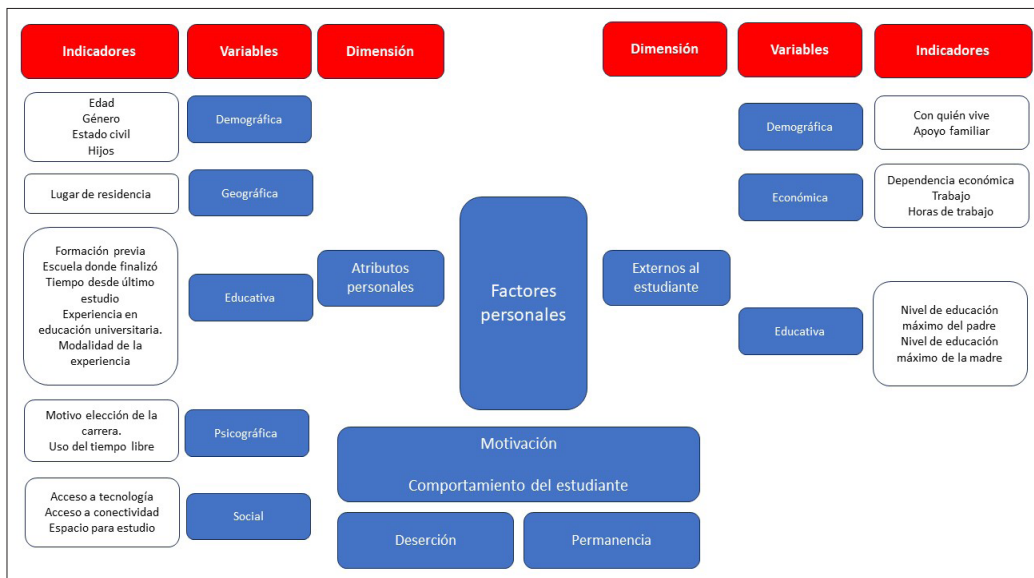 Indicadores
Variables
Dimensión
Dimensión
Variables
Indicadores
Edad
Género
Estado civil
Hijos
Demográfica
Lugar de residencia
Geográfica
Formación previa
Escuela donde finalizó
Tiempo desde último
estudio
Experiencia en
educación universitaria.
Modalidad de la
experiencia
Educativa
Atributos
personales
Motivo elección de la
carrera.
Uso del tiempo libre
Psicográfica
Acceso a tecnología
Acceso a conectividad
Espacio para estudio
Social
Factores
personales
Motivación
Comportamiento del estudiante
Deserción
Permanencia
Externos al
estudiante
Demográfica
Con quién vive
Apoyo familiar
Económica
Dependencia económica
Trabajo
Horas de trabajo
Educativa
Nivel de educación
máximo del padre
Nivel de educación
máximo de la madre